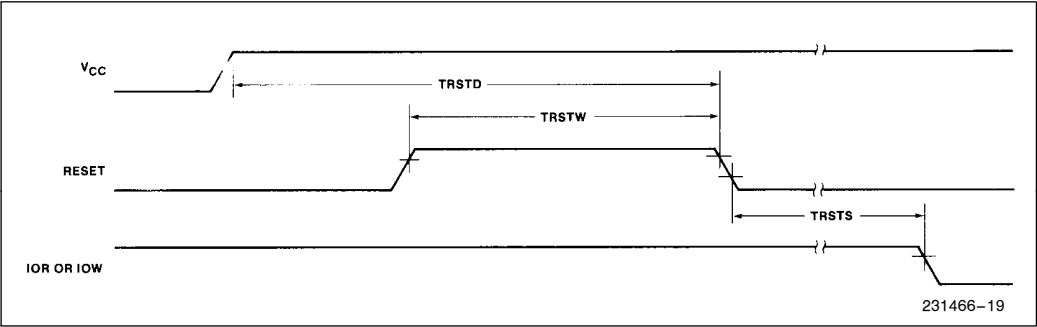 VCC
TRSTD
TRSTW
RESET
TRSTS
IOR OR IOW
231466–19